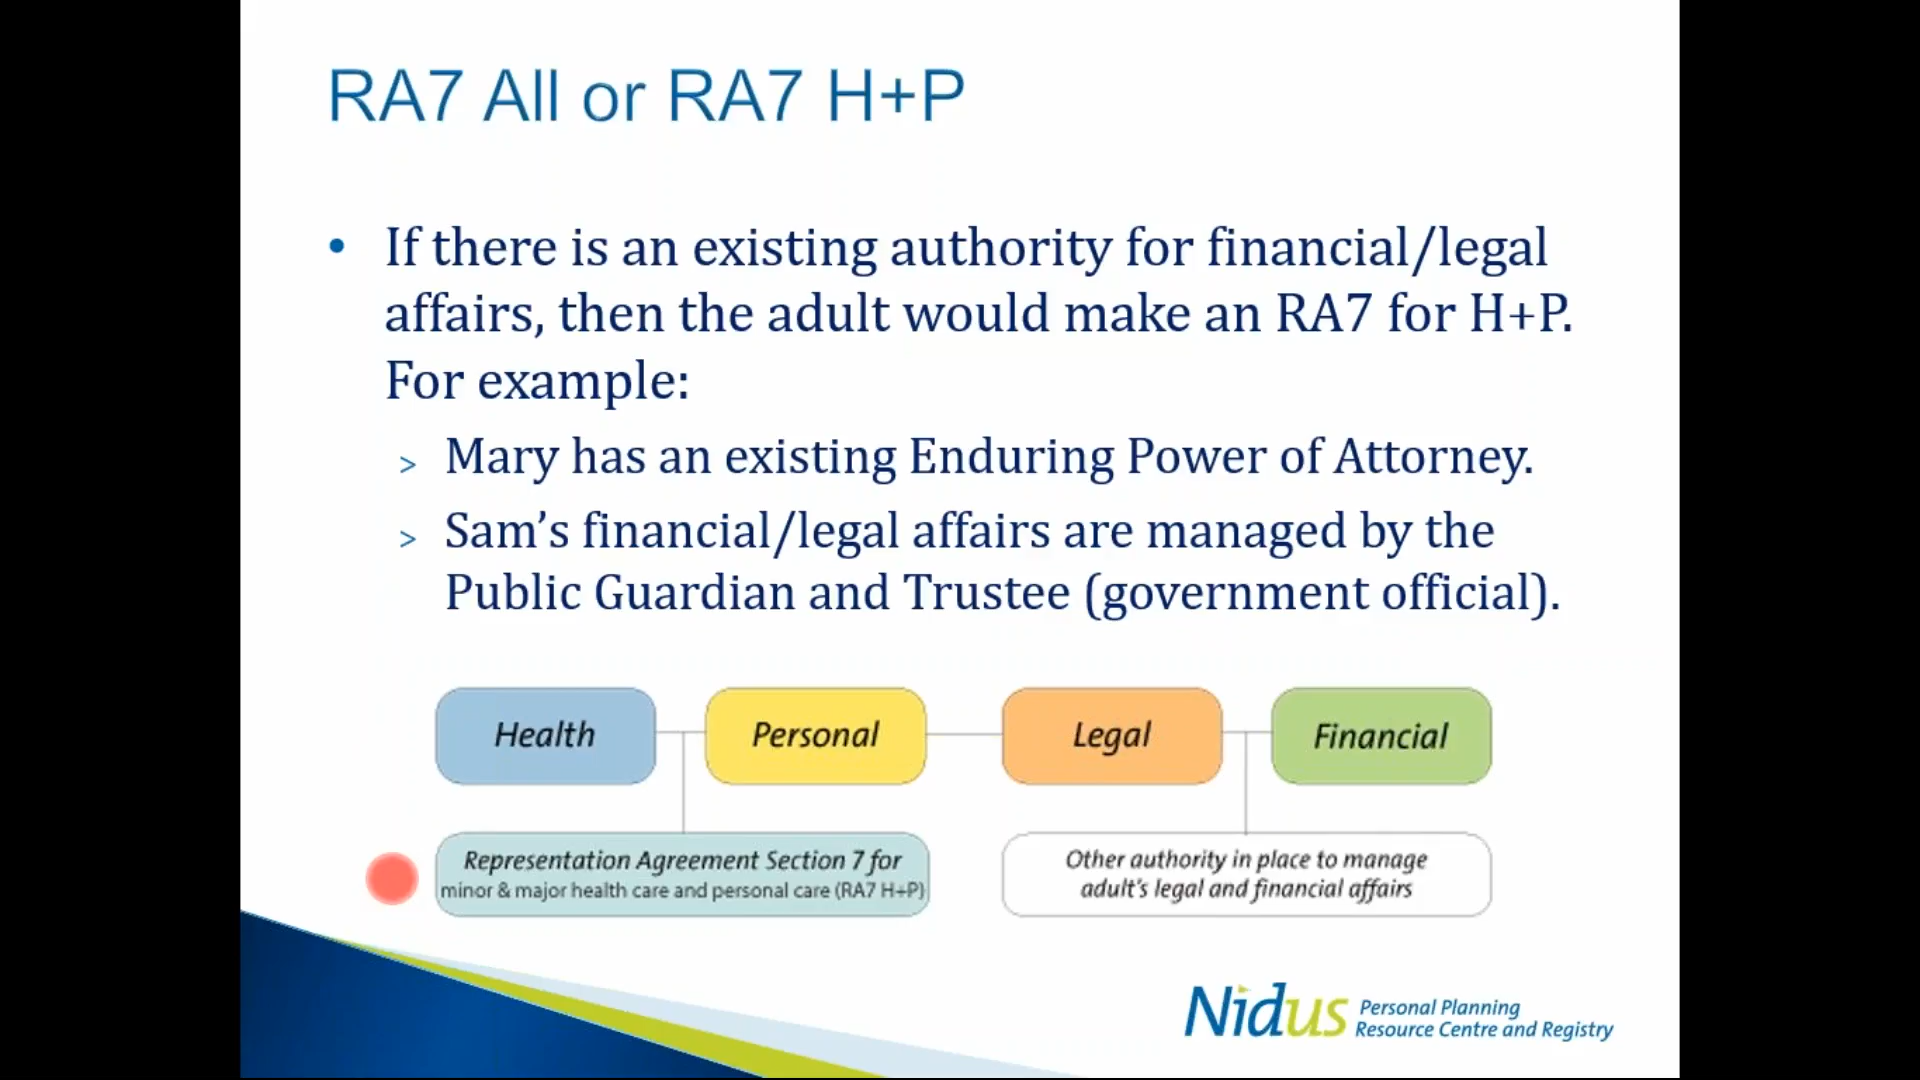 RA7 All or RA7 H+P
• If there is an existing authority for financial/legal
affairs, then the adult would make an RA7 for H+P.
For example:
> Mary has an existing Enduring Power of Attorney.
> Sam’s financial/legal affairs are managed by the
Public Guardian and Trustee (government official).
Health
Personal
Legal
Financial
Representation Agreement Section 7 for
minor & major health care and personal care (RA7 H+P)
Other authority in place to manage
adult’s legal and financial affairs
Nidus
Personal Planning
Resource Centre and Registry